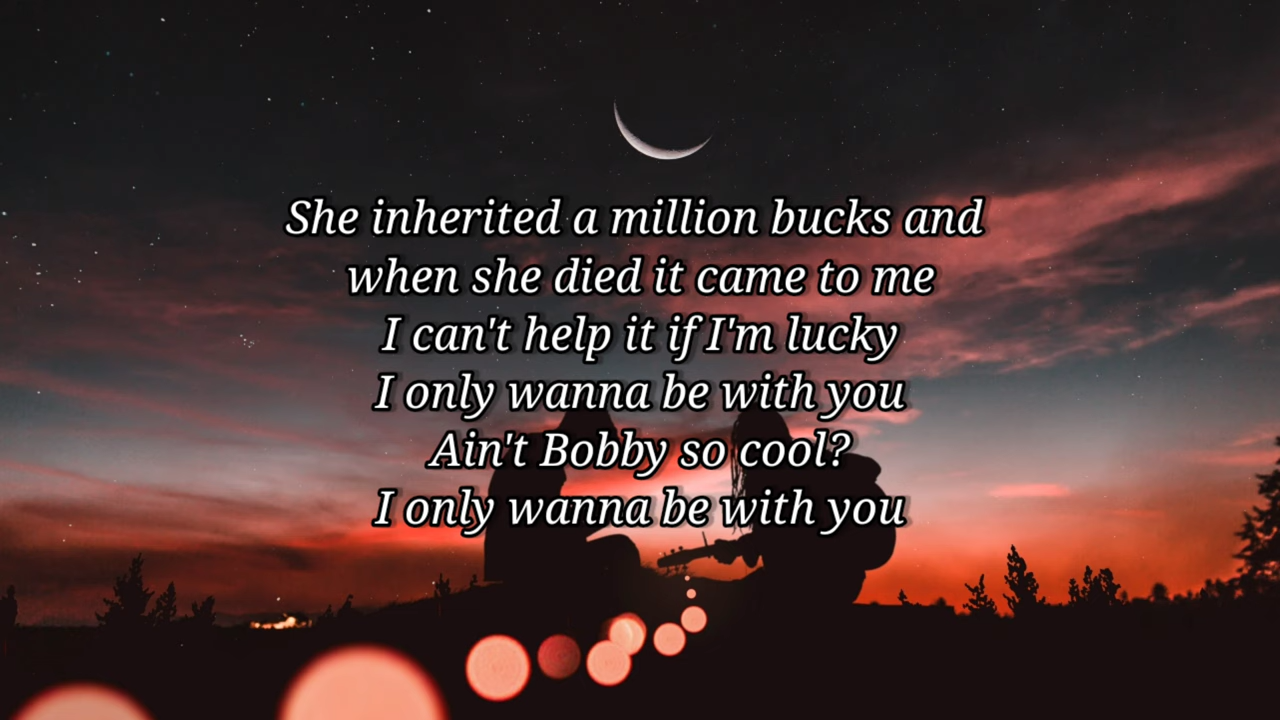 She inherited a million bucks and
when she died it came to me
I can't help it if I'm lucky
I only wanna be with you
Ain't Bobby so cool?
I only wanna be with you